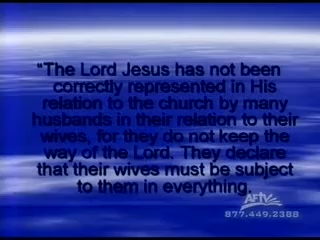 “The Lord Jesus has not been
correctly represented in His
relation to the church by many
husbands in their relation to their
wives, for they do not keep the
way of the Lord. They declare
that their wives must be subject
to them in everything.
AFtv
877.449.2388